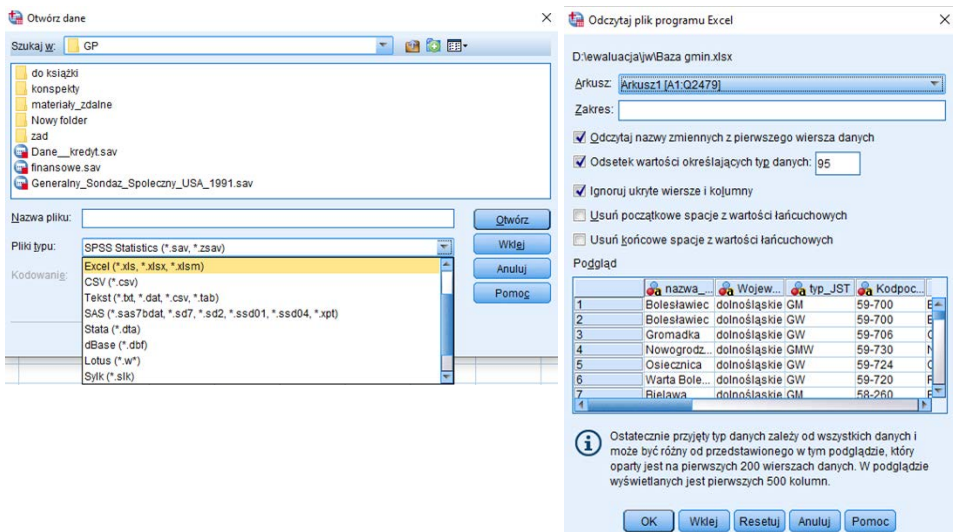 Otwórz dane
Szukaj w: GP
do książki
konspekty
materiały_zdalne
Nowy folder
zad
Dane__kredyt.sav
finansowe.sav
Generalny_Sondaz_Spoleczny_USA_1991.sav
Nazwa pliku:
Otwórz
Pliki typu: SPSS Statistics (*.sav, *.zsav)
Wklej
Kodowanie:
Excel (*.xls, *.xlsx, *.xlsm)
CSV (*.csv)
Tekst (*.txt, *.dat, *.csv, *.tab)
SAS (*.sas7bdat, *.sd7, *.sd2, *.ssd01, *.ssd04, *.xpt)
Stata (*.dta)
dBase (*.dbf)
Lotus (*.w*)
Sylk (*.slk)
Anuluj
Pomoc
Odczytaj plik programu Excel
D:\ewaluacja\jw\Baza gmin.xlsx
Arkusz: Arkusz1 [A1:Q2479]
Zakres:
Odczytaj nazwy zmiennych z pierwszego wiersza danych
Odsetek wartości określających typ danych: 95
Ignoruj ukryte wiersze i kolumny
Usuń początkowe spacje z wartości łańcuchowych
Usuń końcowe spacje z wartości łańcuchowych
Podgląd
nazwa_... Wojew... typ_JST Kodpoc...
1 Bolesławiec dolnośląskie GM 59-700
2 Bolesławiec dolnośląskie GW 59-700
3 Gromadka dolnośląskie GW 59-706
4 Nowogrodz... dolnośląskie GMW 59-730
5 Osiecznica dolnośląskie GW 59-724
6 Warta Bole... dolnośląskie GW 59-720
7 Bielawa dolnośląskie GM 58-260
Ostatecznie przyjęty typ danych zależy od wszystkich danych i
może być różny od przedstawionego w tym podglądzie, który
oparty jest na pierwszych 200 wierszach danych. W podglądzie
wyświetlanych jest pierwszych 500 kolumn.
OK Wklej Resetuj Anuluj Pomoc